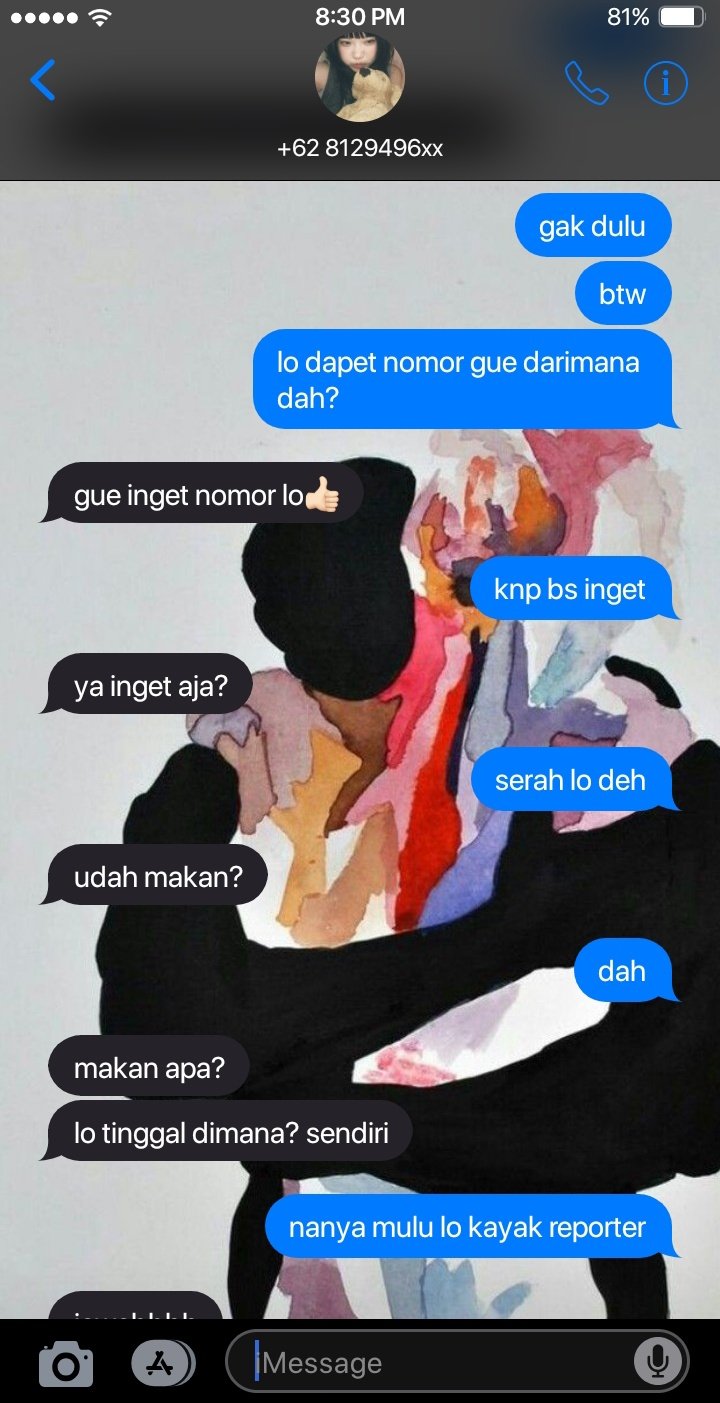 8:30 PM
81%
+62 8129496xx
gak dulu
btw
lo dapet nomor gue darimana
dah?
gue inget nomor lo👍🏻
knp bs inget
ya inget aja?
serah lo deh
udah makan?
dah
makan apa?
lo tinggal dimana? sendiri
nanya mulu lo kayak reporter
iMessage